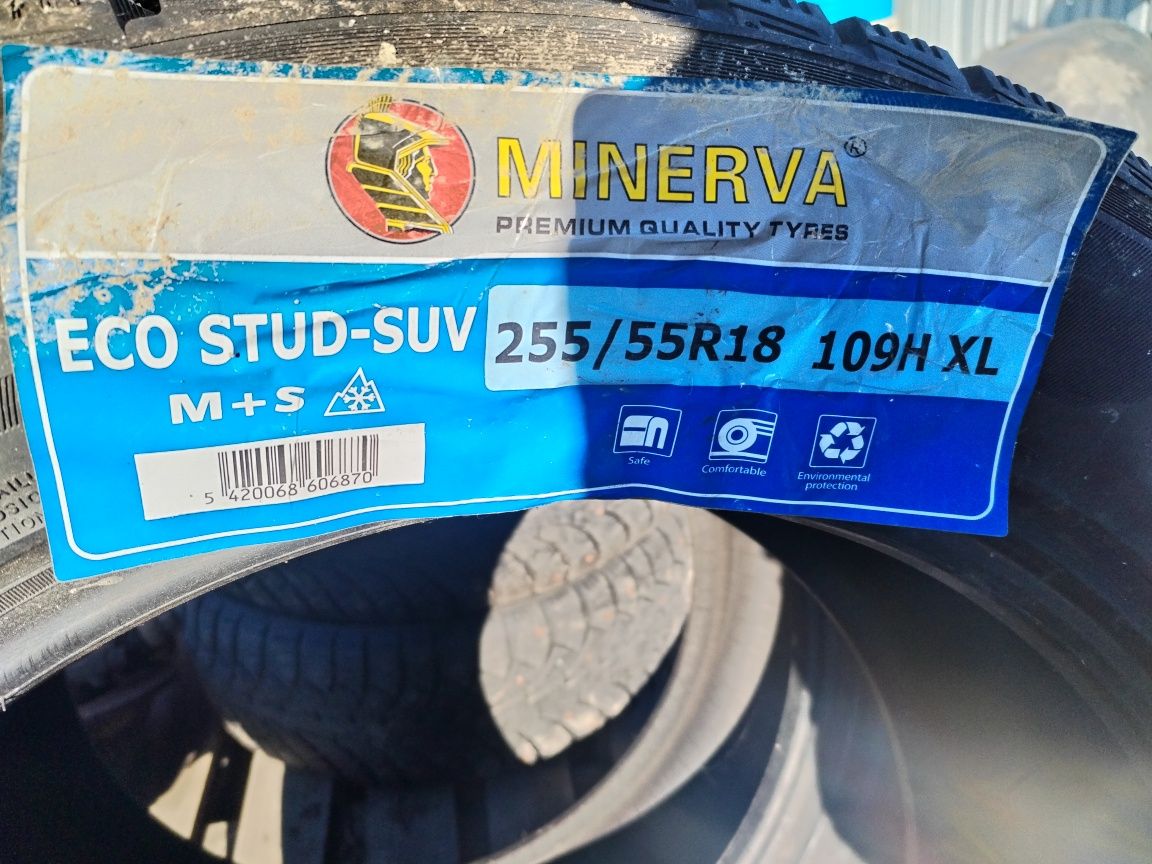 MINERVA®
PREMIUM QUALITY TYRES
ECO STUD-SUV 255/55R18 109H XL
M+S
5 420068 606870
Safe
Comfortable
Environmental
protection